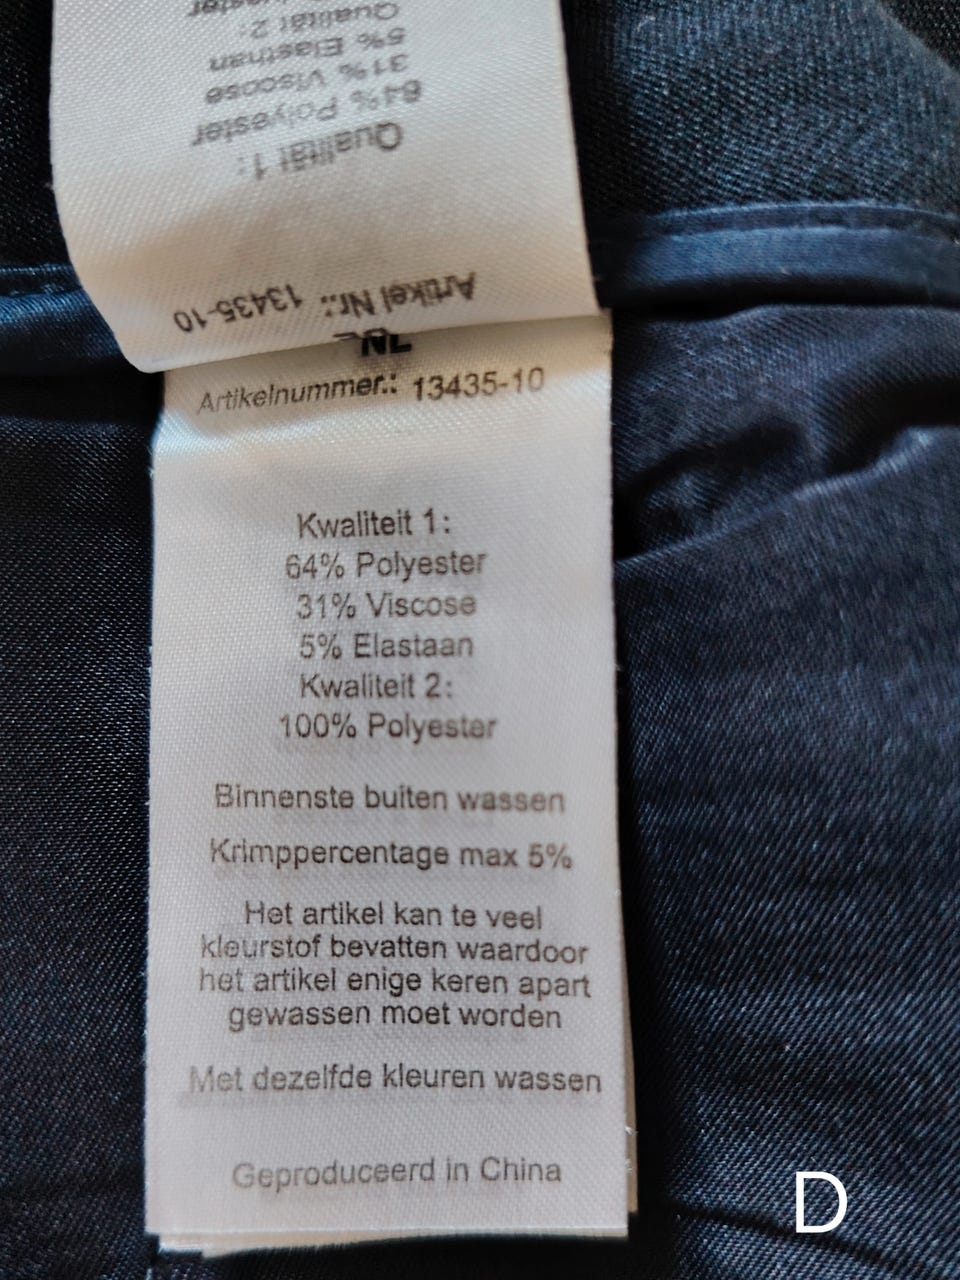 Polyester
Qualität 2:
5% Elasthan
31% Viscose
64% Polyester
Qualität 1:
Artikel Nr.: 13435-10
NL
Artikelnummer.: 13435-10
Kwaliteit 1:
64% Polyester
31% Viscose
5% Elastaan
Kwaliteit 2:
100% Polyester
Binnenste buiten wassen
Krimppercentage max 5%
Het artikel kan te veel
kleurstof bevatten waardoor
het artikel enige keren apart
gewassen moet worden
Met dezelfde kleuren wassen
Geproduceerd in China
D